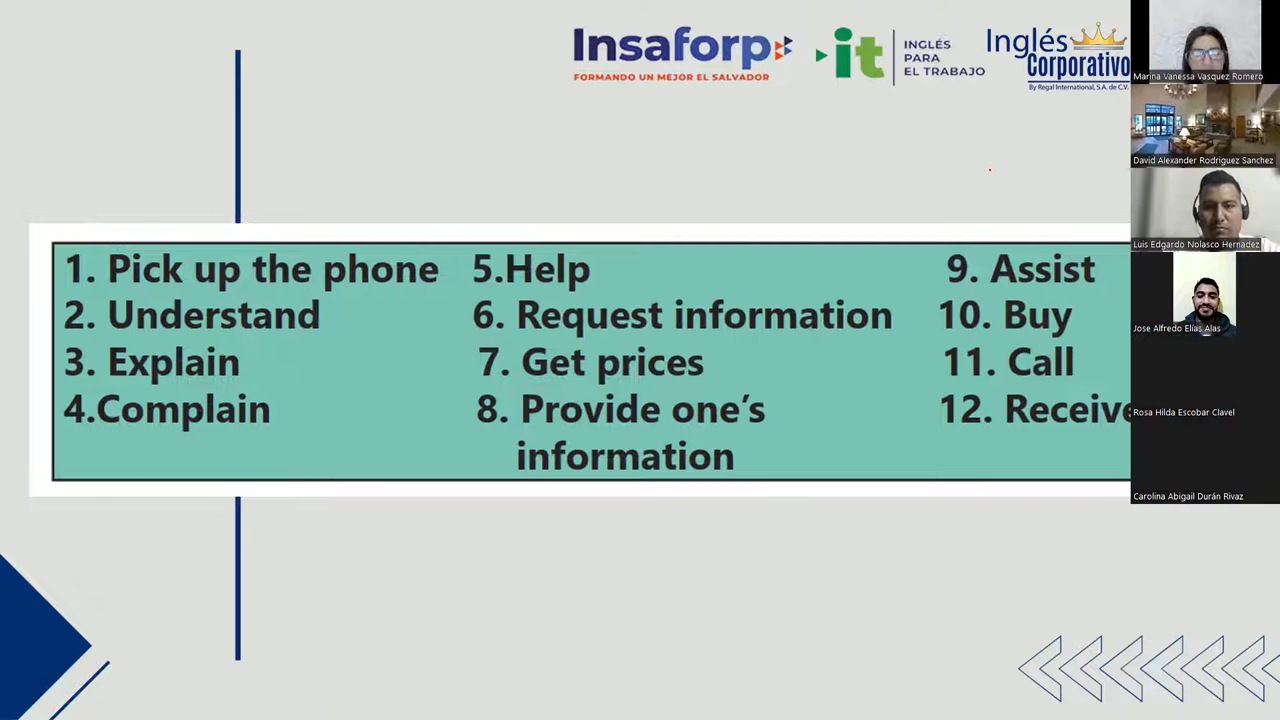 Insaforp
FORMANDO UN MEJOR EL SALVADOR
it
INGLÉS
PARA
EL TRABAJO
Inglés
Corporativo
By Regal International, S.A. de C.V.
1. Pick up the phone
2. Understand
3. Explain
4.Complain
5.Help
6. Request information
7. Get prices
8. Provide one’s
information
9. Assist
10. Buy
11. Call
12. Receive
Marina Vanessa Vasquez Romero
David Alexander Rodriguez Sanchez
Luis Edgardo Nolasco Hernadez
Jose Alfredo Elías Alas
Rosa Hilda Escobar Clavel
Carolina Abigail Durán Rivaz